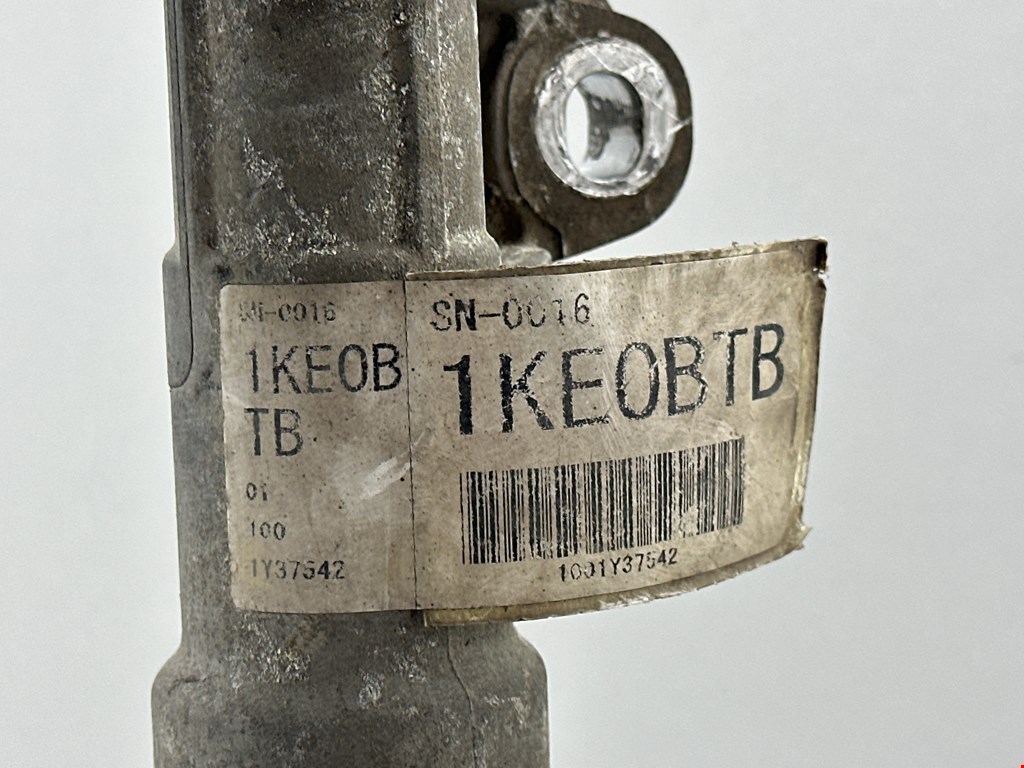 SN-0016
1KE0B
TB
01
100
1Y37542
SN-0016
1KE0BTB
1001Y37542